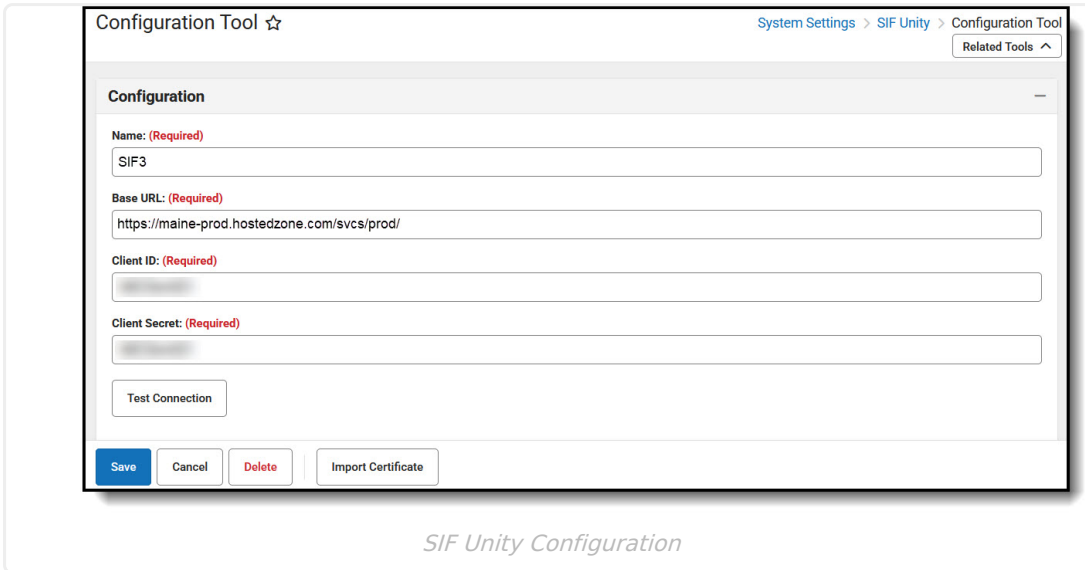 Configuration Tool
System Settings > SIF Unity > Configuration Tool
Related Tools
Configuration
Name: (Required)
SIF3
Base URL: (Required)
https://maine-prod.hostedzone.com/svcs/prod/
Client ID: (Required)
Client Secret: (Required)
Test Connection
Save Cancel Delete Import Certificate
SIF Unity Configuration